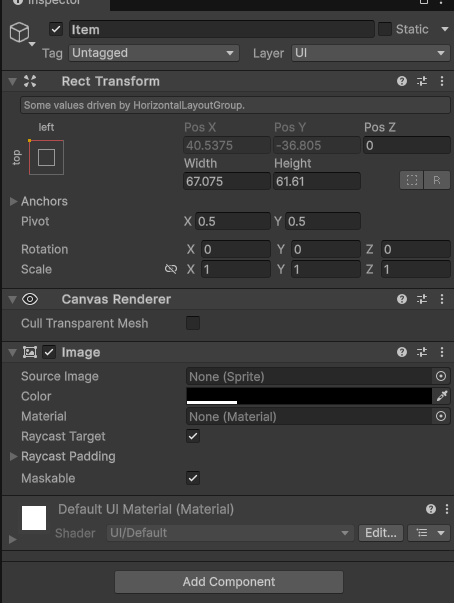 Inspector
Item
Static
Tag Untagged Layer UI
Rect Transform
Some values driven by HorizontalLayoutGroup.
left
top
Pos X Pos Y Pos Z
40.5375 -36.805 0
Width Height
67.075 61.61
R
Anchors
Pivot X 0.5 Y 0.5
Rotation X 0 Y 0 Z 0
Scale X 1 Y 1 Z 1
Canvas Renderer
Cull Transparent Mesh
Image
Source Image None (Sprite)
Color
Material None (Material)
Raycast Target
Raycast Padding
Maskable
Default UI Material (Material)
Shader UI/Default Edit...
Add Component